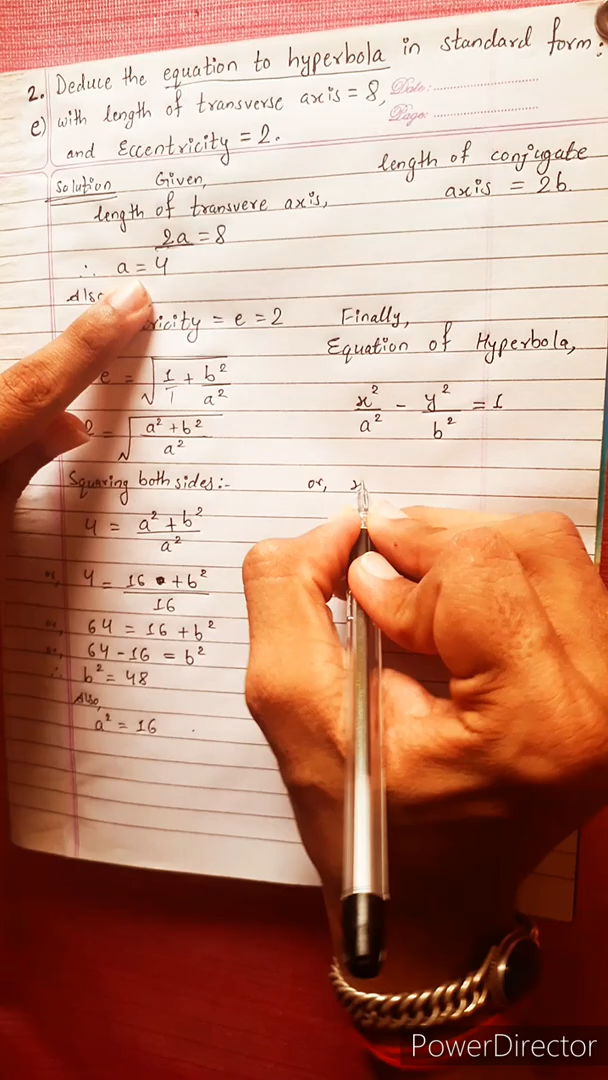 2. Deduce the equation to hyperbola in standard form:
e) with length of transverse axis = 8,
and Eccentricity = 2.
Date:
Page:
Solution Given,
length of transvere axis,
2a = 8
∴ a = 4
Also
ricity = e = 2
e = √(1/1 + b²/a²)
2 = √((a² + b²)/a²)
Squaring both sides:-
4 = (a² + b²)/a²
or, 4 = (16 + b²)/16
or, 64 = 16 + b²
or, 64 - 16 = b²
∴ b² = 48
Also,
a² = 16
length of conjugate
axis = 2b
Finally,
Equation of Hyperbola,
x²/a² - y²/b² = 1
or,
PowerDirector